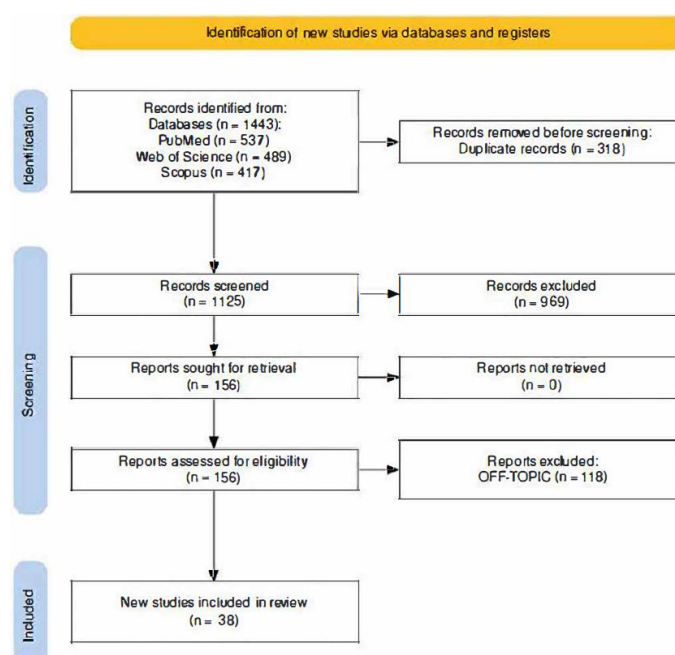 Identification of new studies via databases and registers
Identification
Records identified from:
Databases (n = 1443):
PubMed (n = 537)
Web of Science (n = 489)
Scopus (n = 417)
Records removed before screening:
Duplicate records (n = 318)
Screening
Records screened
(n = 1125)
Records excluded
(n = 969)
Reports sought for retrieval
(n = 156)
Reports not retrieved
(n = 0)
Reports assessed for eligibility
(n = 156)
Reports excluded:
OFF-TOPIC (n = 118)
Included
New studies included in review
(n = 38)